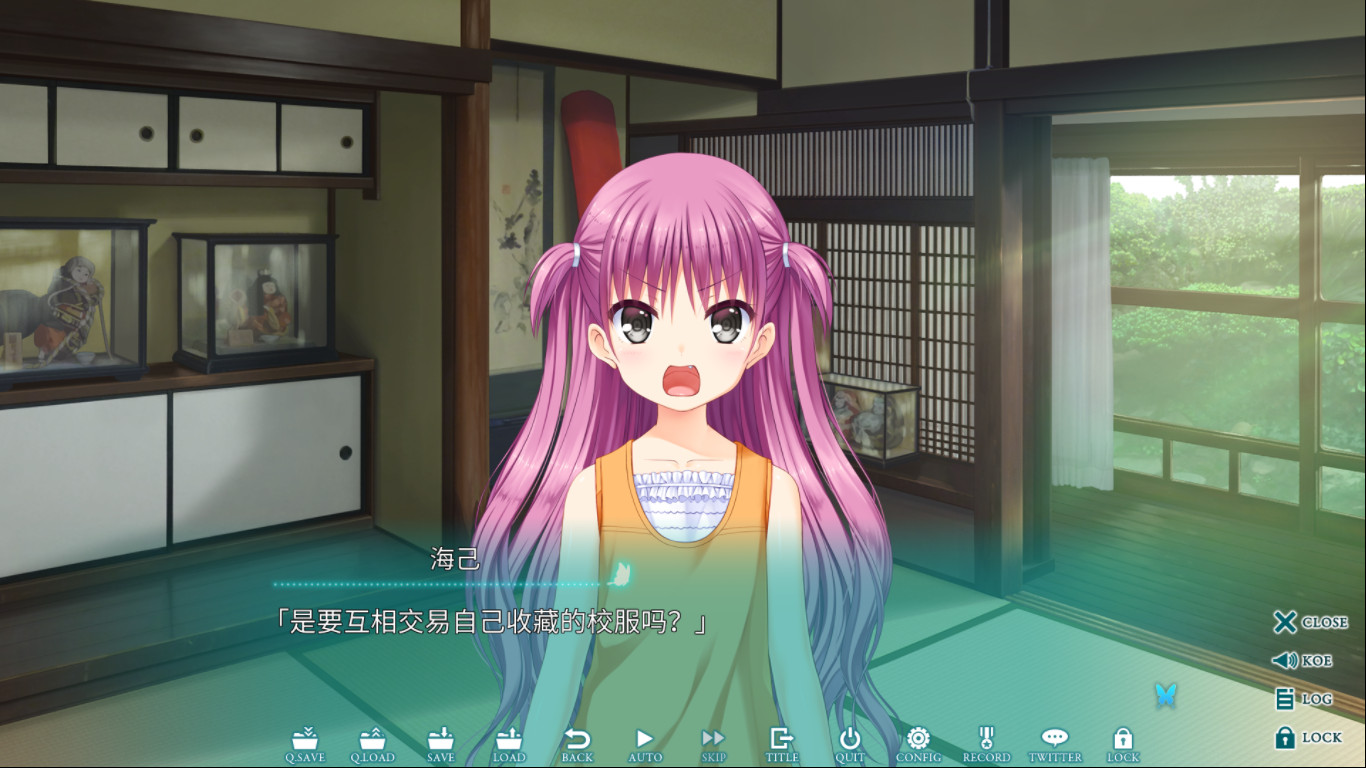 海己
「是要互相交易自己收藏的校服吗？」
CLOSE
KOE
LOG
LOCK
Q.SAVE Q.LOAD SAVE LOAD BACK AUTO SKIP TITLE QUIT CONFIG RECORD TWITTER LOCK